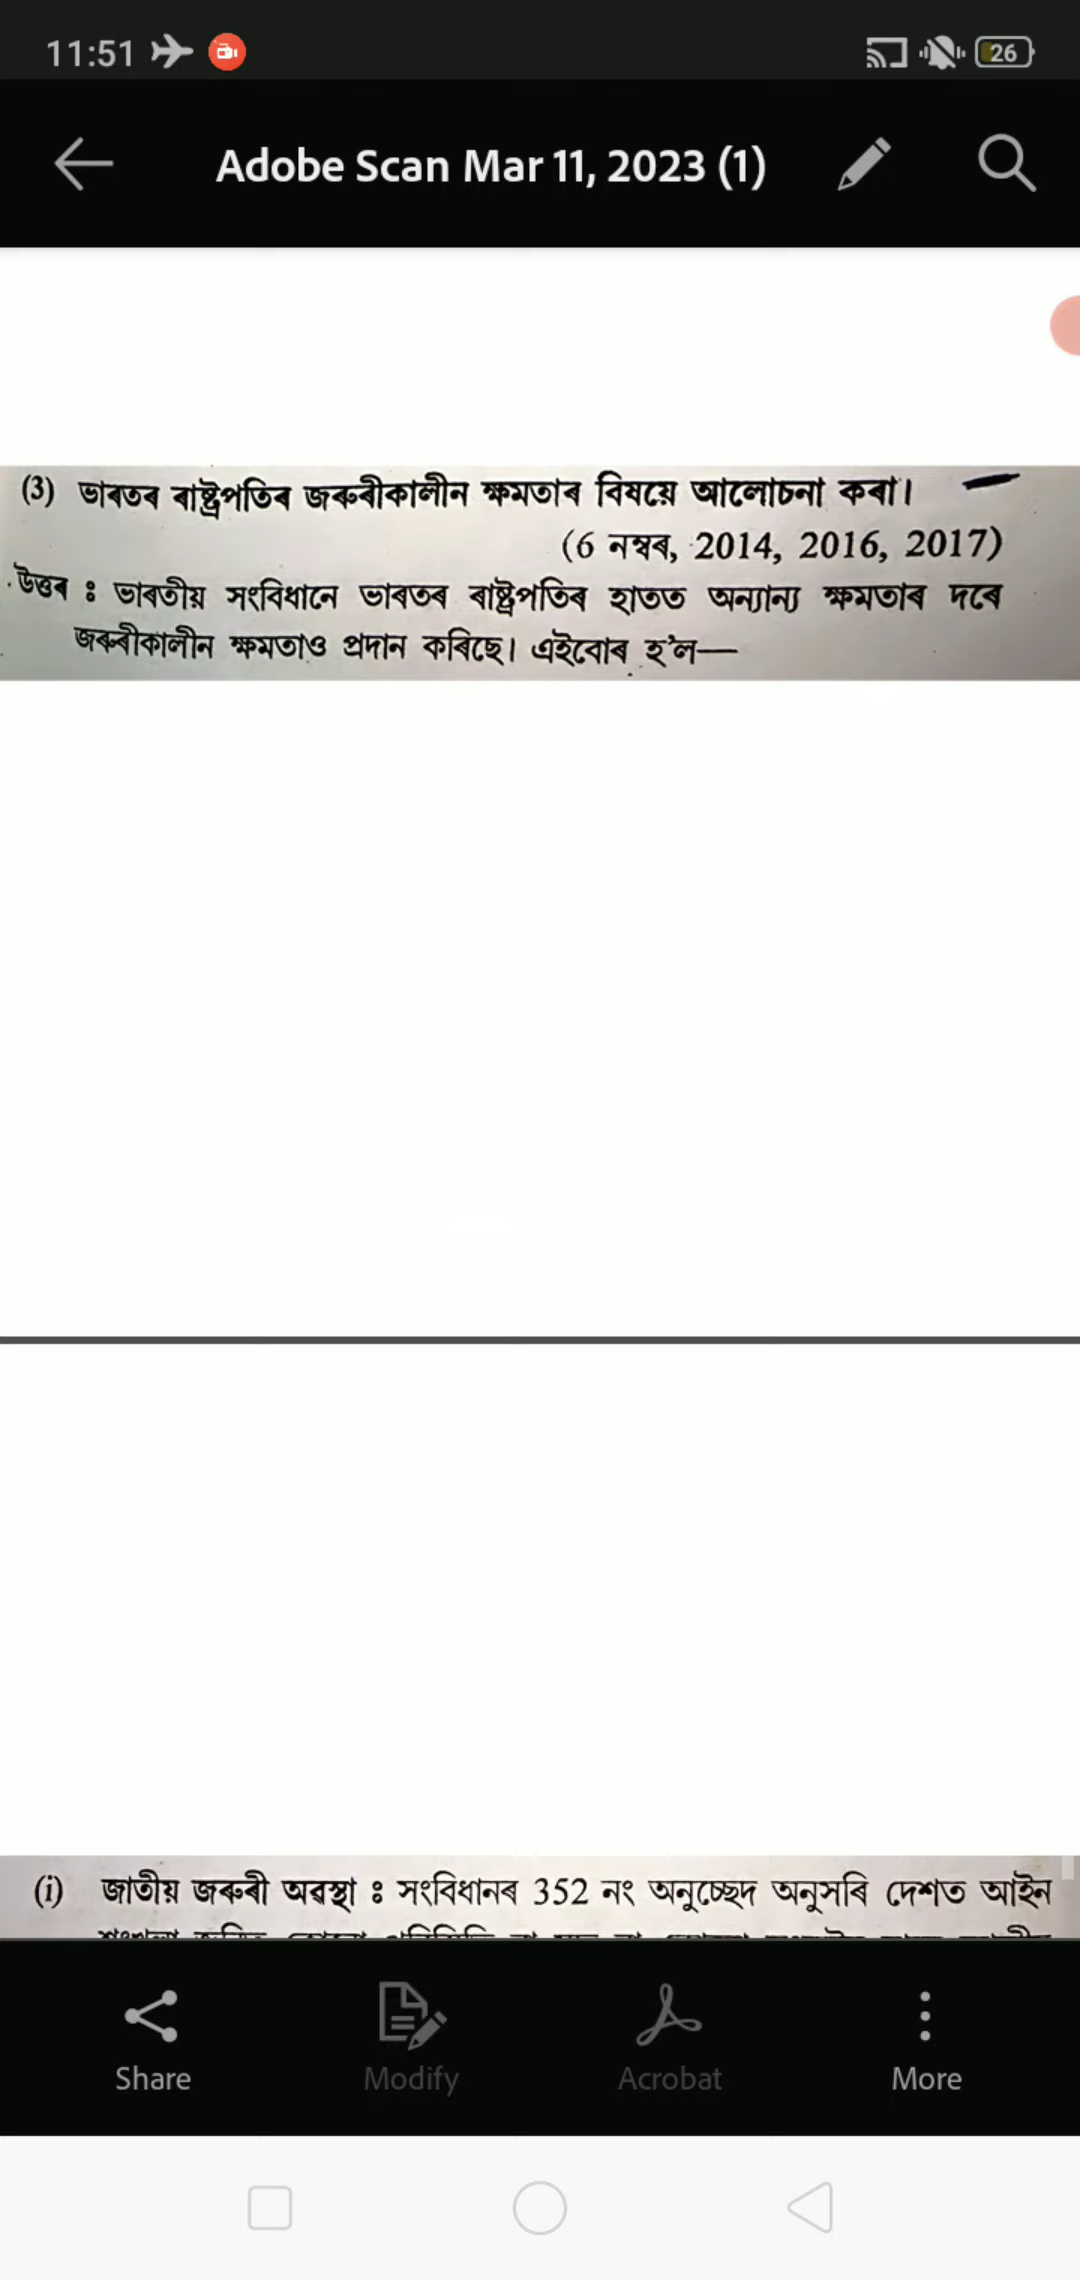 11:51 26
Adobe Scan Mar 11, 2023 (1)
(3) ভাৰতৰ ৰাষ্ট্ৰপতিৰ জৰুৰীকালীন ক্ষমতাৰ বিষয়ে আলোচনা কৰা।
(6 নম্বৰ, 2014, 2016, 2017)
উত্তৰ ঃ ভাৰতীয় সংবিধানে ভাৰতৰ ৰাষ্ট্ৰপতিৰ হাতত অন্যান্য ক্ষমতাৰ দৰে
জৰুৰীকালীন ক্ষমতাও প্ৰদান কৰিছে। এইবোৰ হ'ল—
(i) জাতীয় জৰুৰী অৱস্থা ঃ সংবিধানৰ 352 নং অনুচ্ছেদ অনুসৰি দেশত আইন
Share Modify Acrobat More